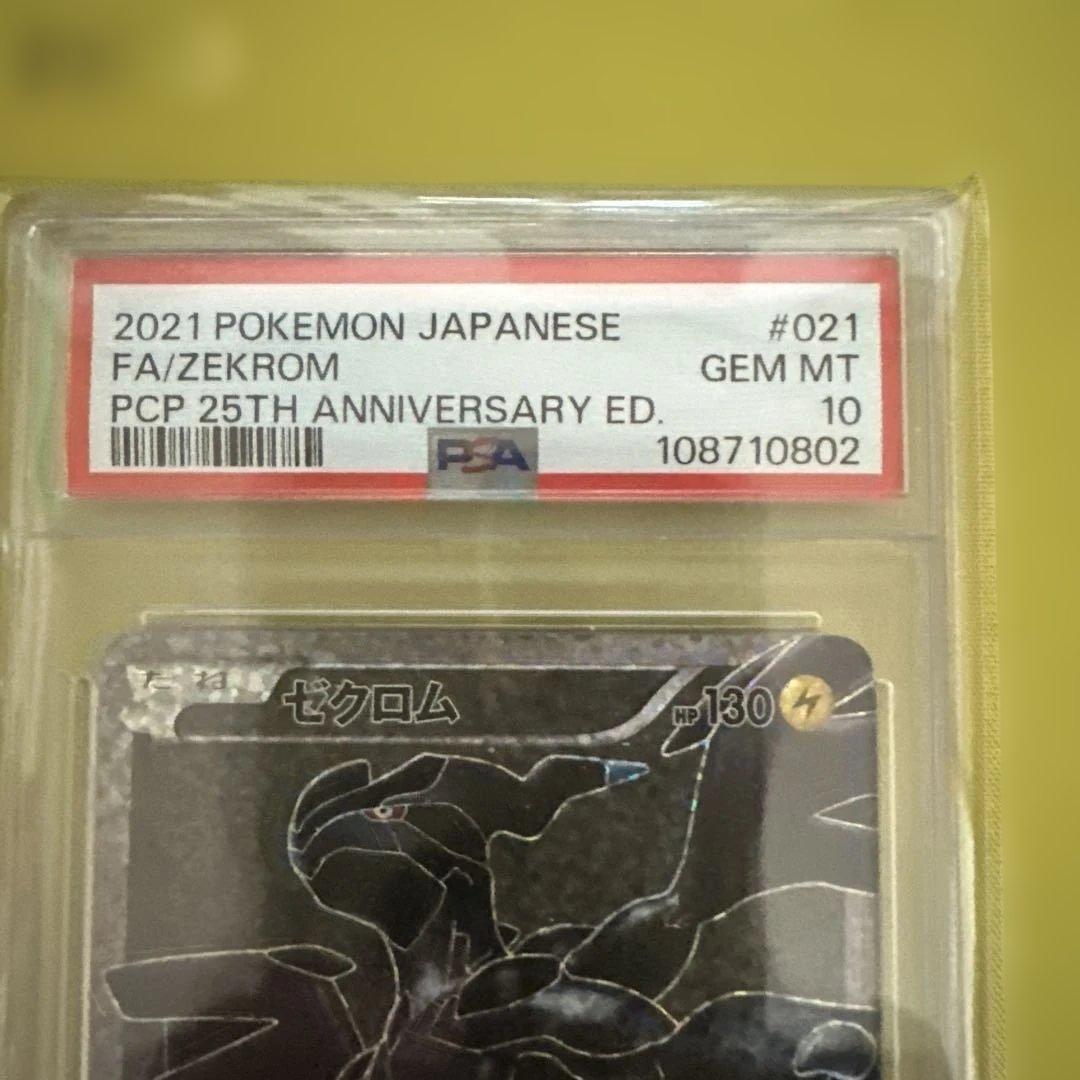 2021 POKEMON JAPANESE #021
FA/ZEKROM GEM MT
PCP 25TH ANNIVERSARY ED. 10
PSA 108710802
たね ゼクロム HP130